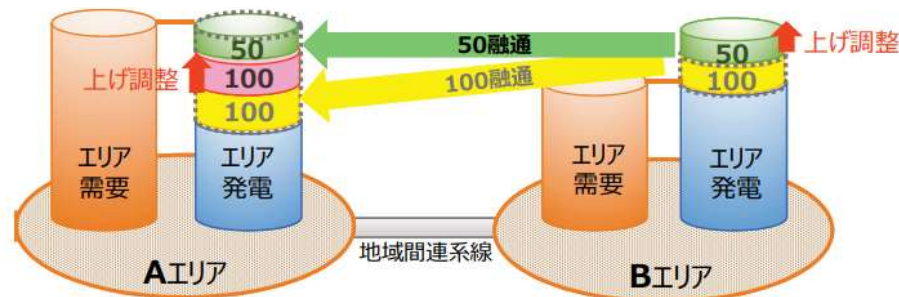 50
50融通
50
上げ調整
上げ調整
100
100融通
100
100
エリア
需要
エリア
発電
エリア
需要
エリア
発電
地域間連系線
Aエリア
Bエリア